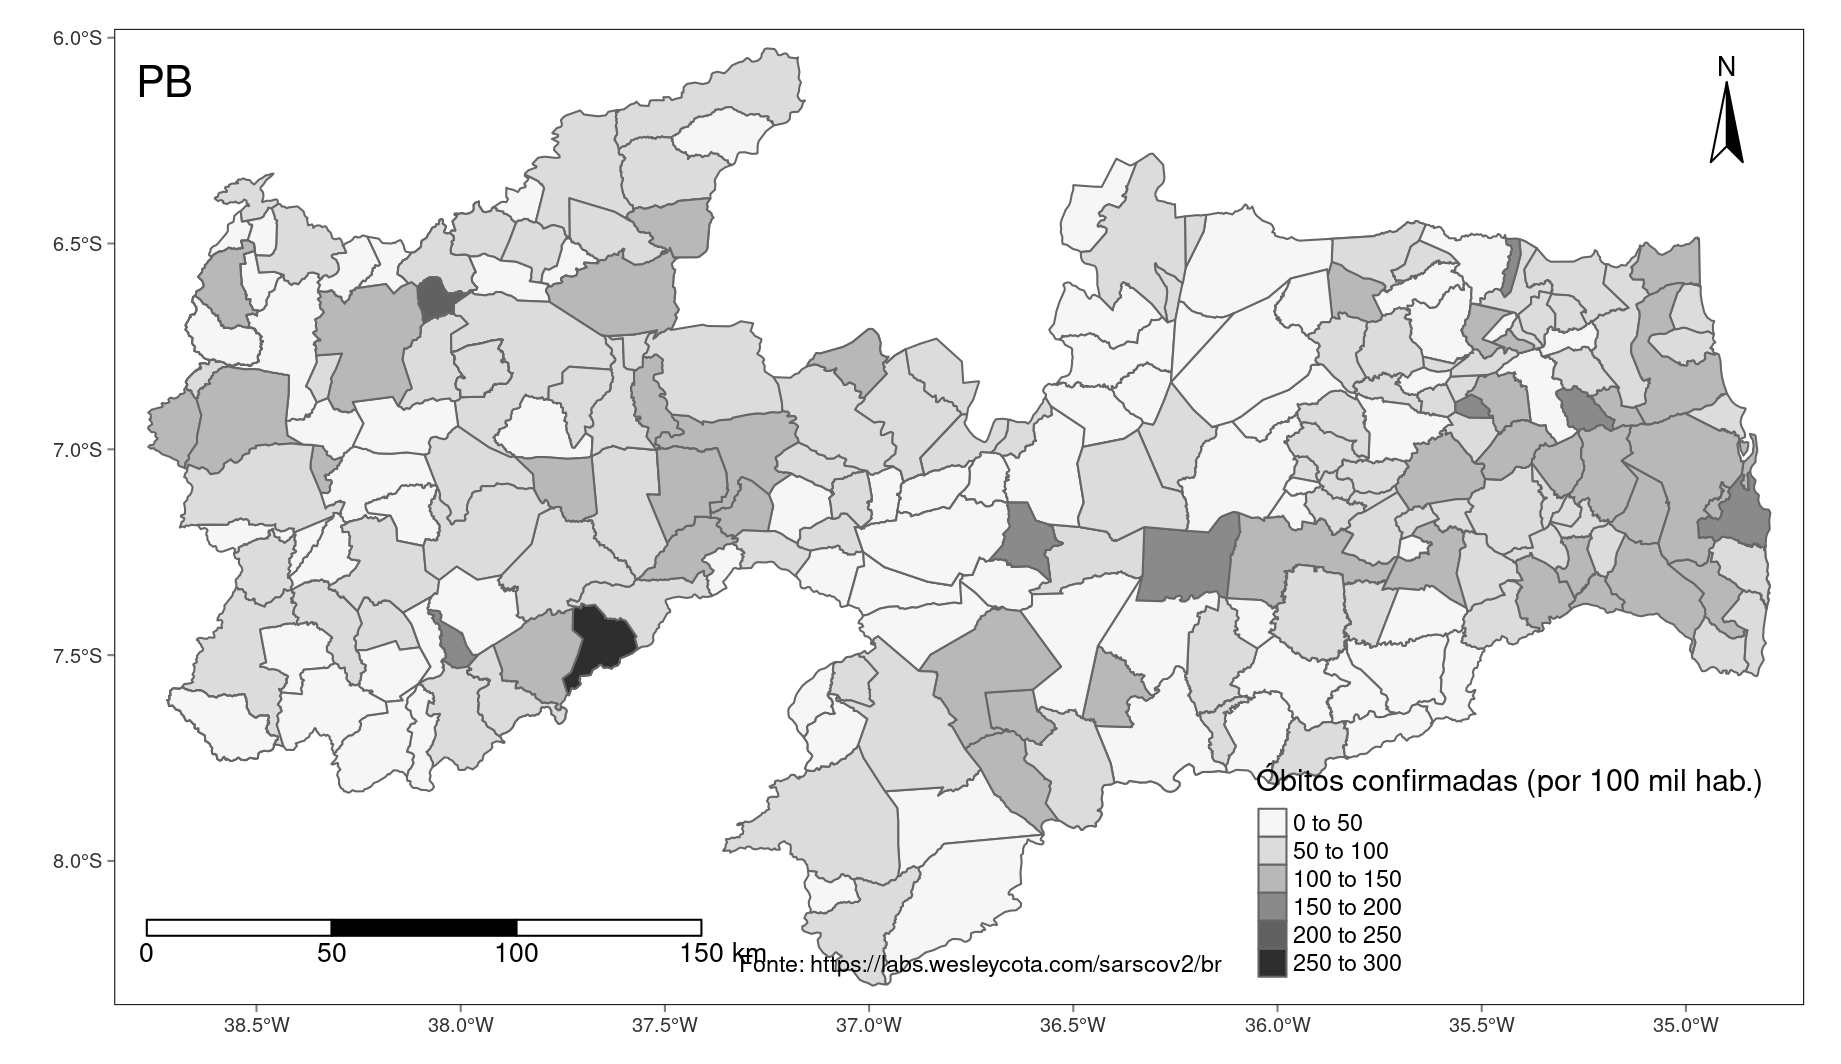 6.0°S
PB
N
6.5°S
7.0°S
7.5°S
8.0°S
Óbitos confirmadas (por 100 mil hab.)
0 to 50
50 to 100
100 to 150
150 to 200
200 to 250
250 to 300
0 50 100 150 km
Fonte: https://labs.wesleycota.com/sarscov2/br
38.5°W 38.0°W 37.5°W 37.0°W 36.5°W 36.0°W 35.5°W 35.0°W